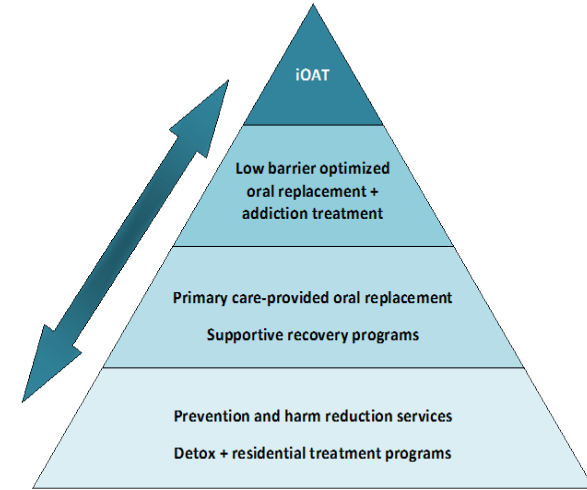 iOAT
Low barrier optimized
oral replacement +
addiction treatment
Primary care-provided oral replacement
Supportive recovery programs
Prevention and harm reduction services
Detox + residential treatment programs